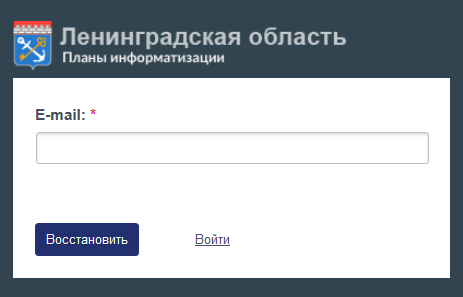 Ленинградская область
Планы информатизации
E-mail: *
Восстановить Войти